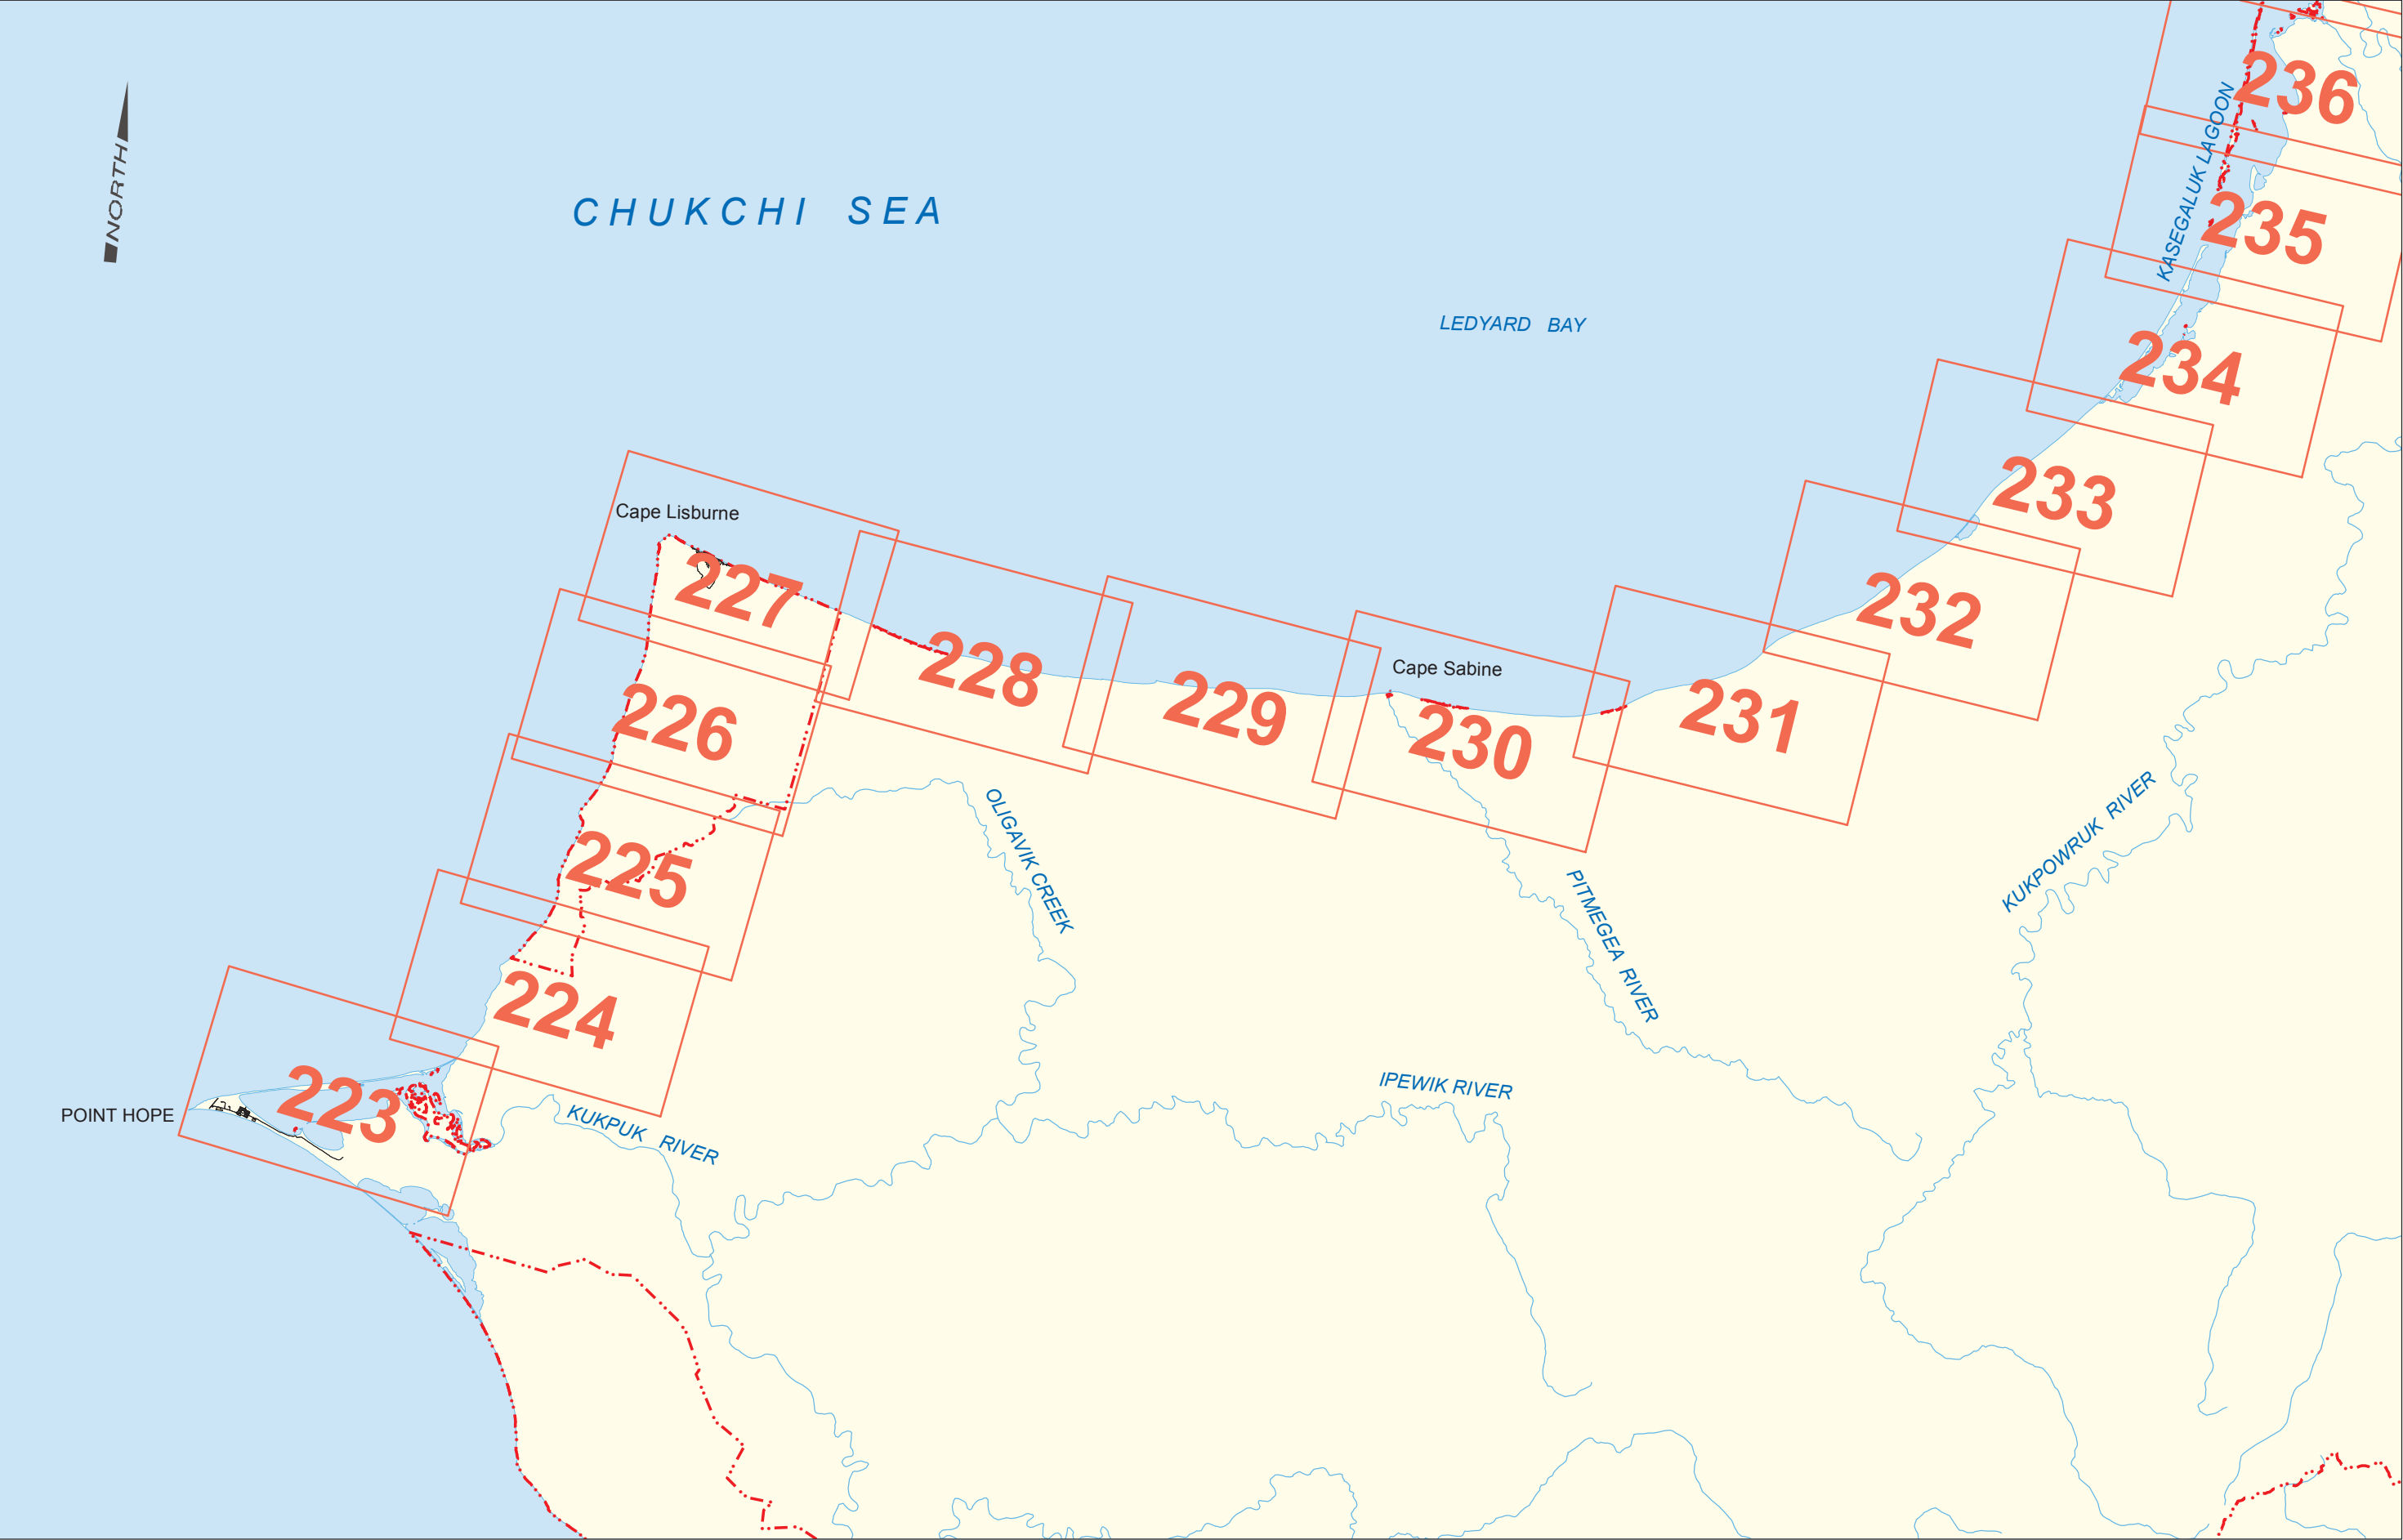 236
KASEGALUK LAGOON
NORTH
CHUKCHI SEA
235
LEDYARD BAY
234
233
Cape Lisburne
227
232
228
Cape Sabine
229
231
226
230
OLIGAVIK CREEK
KUKPOWRUK RIVER
225
PITMEGEA RIVER
224
223
IPEWIK RIVER
POINT HOPE
KUKPUK RIVER